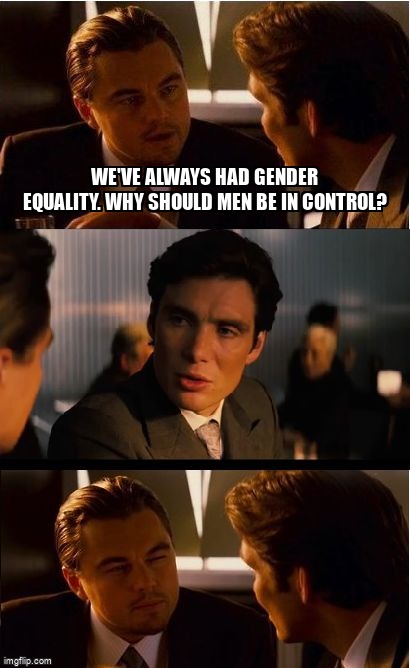 WE'VE ALWAYS HAD GENDER
EQUALITY. WHY SHOULD MEN BE IN CONTROL?
imgflip.com